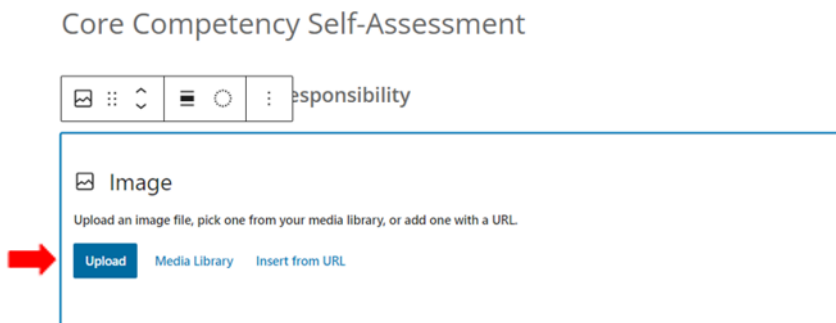 Core Competency Self-Assessment
esponsibility
Image
Upload an image file, pick one from your media library, or add one with a URL.
Upload Media Library Insert from URL